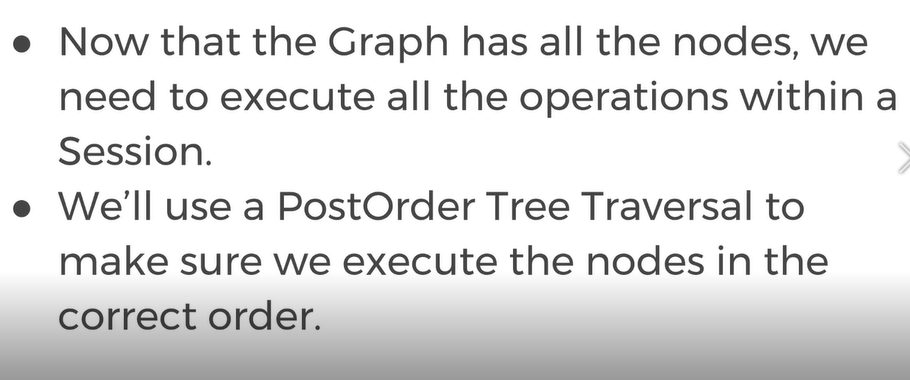 • Now that the Graph has all the nodes, we
need to execute all the operations within a
Session.
• We’ll use a PostOrder Tree Traversal to
make sure we execute the nodes in the
correct order.